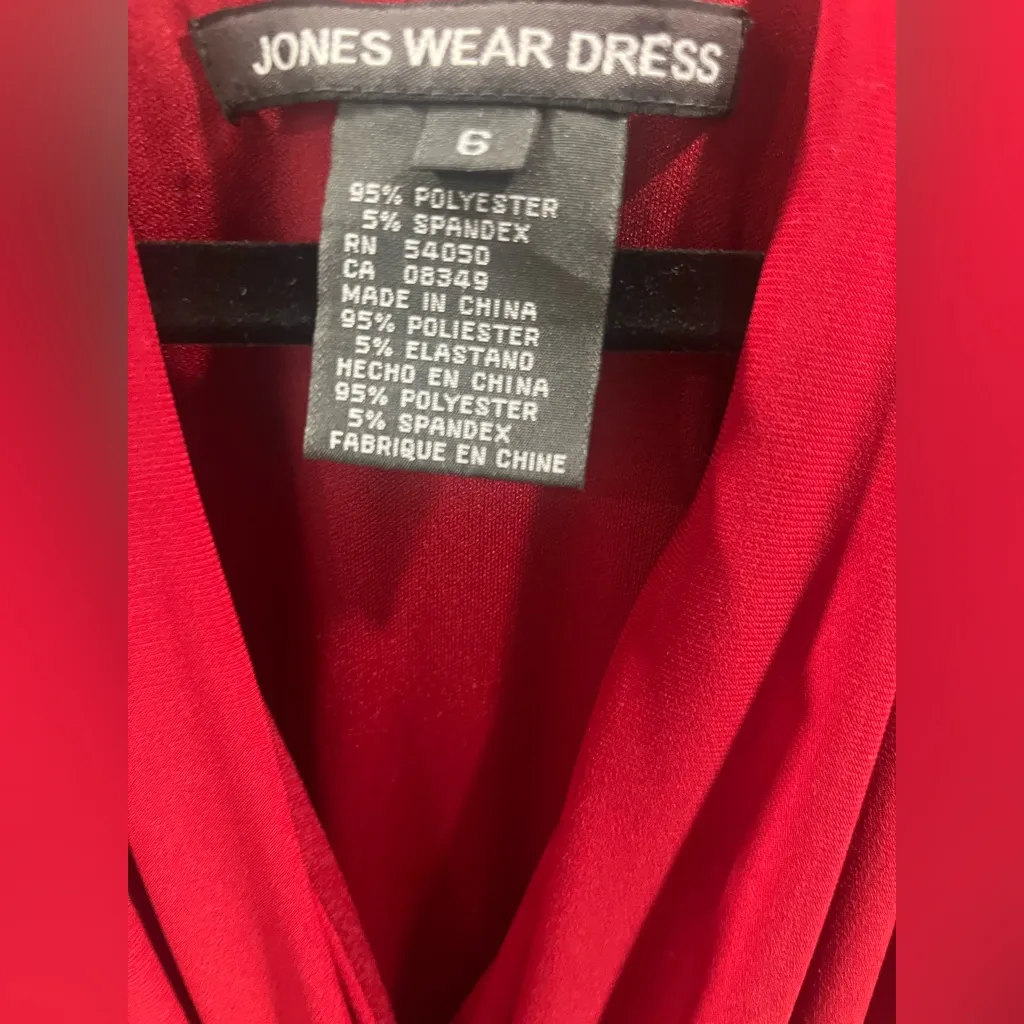 JONES WEAR DRESS
6
95% POLYESTER
5% SPANDEX
RN 54050
CA 08349
MADE IN CHINA
95% POLIESTER
5% ELASTANO
HECHO EN CHINA
95% POLYESTER
5% SPANDEX
FABRIQUE EN CHINE